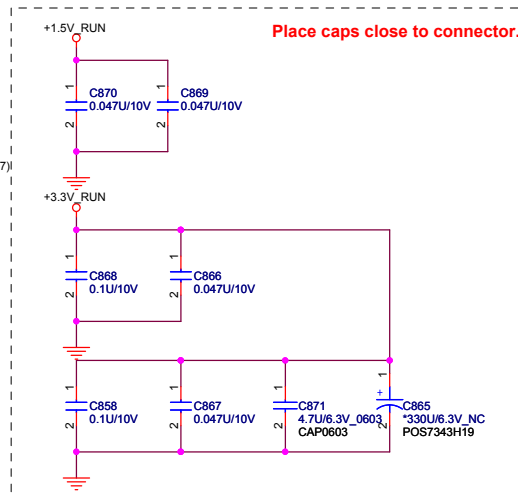 Place caps close to connector.
+1.5V_RUN
1 1
C870 C869
0.047U/10V 0.047U/10V
2 2
7)
+3.3V_RUN
1 1
C868 C866
0.1U/10V 0.047U/10V
2 2
1 1 1 1
+
C858 C867 C871 C865
0.1U/10V 0.047U/10V 4.7U/6.3V_0603 *330U/6.3V_NC
CAP0603 POS7343H19
2 2 2 2